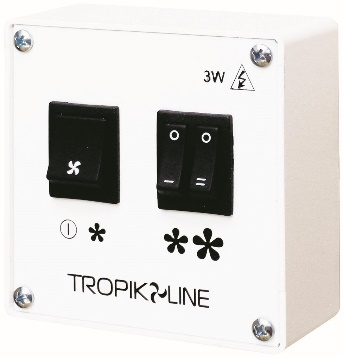 3W
O O
I
– =
TROPIK LINE